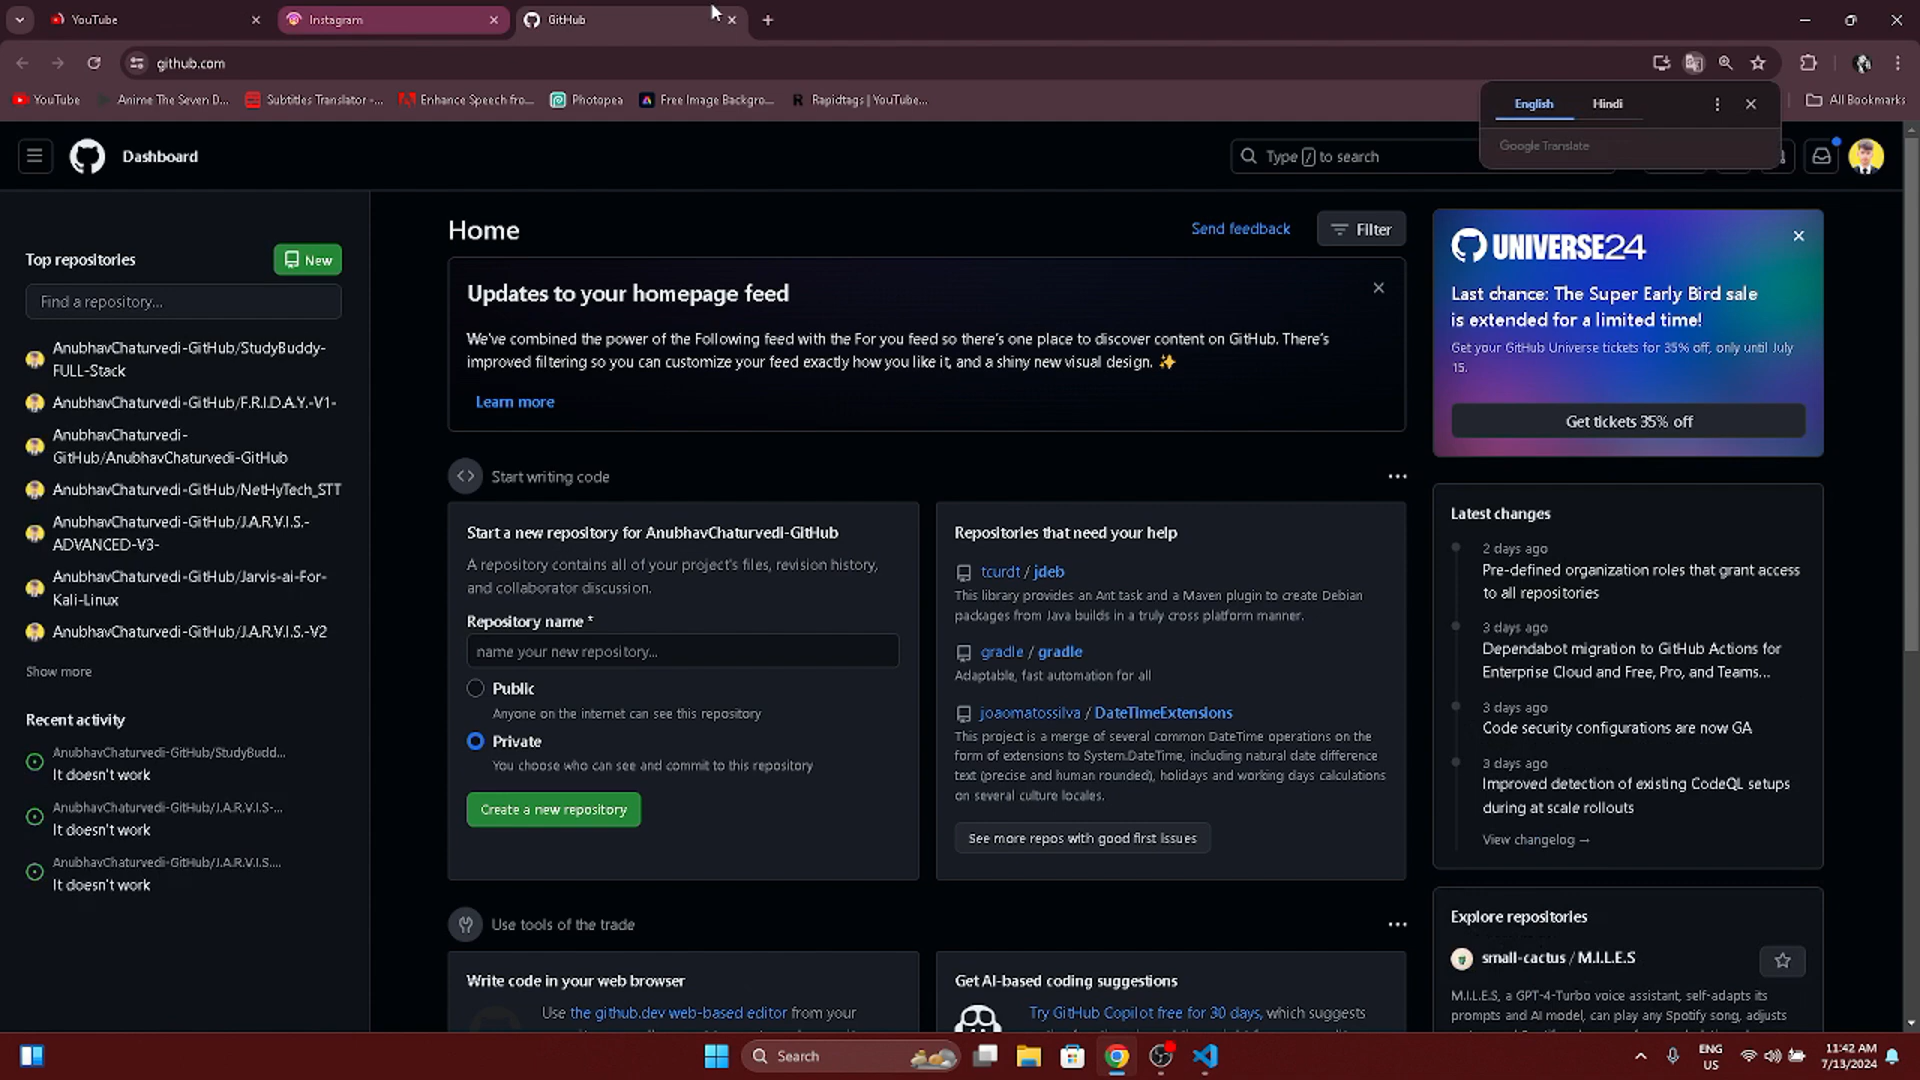 YouTube
Instagram
GitHub
github.com
YouTube
Anime The Seven D...
Subtitles Translator -...
Enhance Speech fro...
Photopea
Free Image Backgro...
Rapidtags | YouTube...
All Bookmarks
English
Hindi
Google Translate
Dashboard
Type / to search
Top repositories
New
Find a repository...
AnubhavChaturvedi-GitHub/StudyBuddy-
FULL-Stack
AnubhavChaturvedi-GitHub/F.R.I.D.A.Y.-V1-
AnubhavChaturvedi-
GitHub/AnubhavChaturvedi-GitHub
AnubhavChaturvedi-GitHub/NetHyTech_STT
AnubhavChaturvedi-GitHub/J.A.R.V.I.S.-
ADVANCED-V3-
AnubhavChaturvedi-GitHub/Jarvis-ai-For-
Kali-Linux
AnubhavChaturvedi-GitHub/J.A.R.V.I.S.-V2
Show more
Recent activity
AnubhavChaturvedi-GitHub/StudyBudd...
It doesn't work
AnubhavChaturvedi-GitHub/J.A.R.V.I.S-...
It doesn't work
AnubhavChaturvedi-GitHub/J.A.R.V.I.S....
It doesn't work
Home
Send feedback
Filter
Updates to your homepage feed
We've combined the power of the Following feed with the For you feed so there's one place to discover content on GitHub. There's
improved filtering so you can customize your feed exactly how you like it, and a shiny new visual design. ✨
Learn more
Start writing code
Start a new repository for AnubhavChaturvedi-GitHub
A repository contains all of your project's files, revision history,
and collaborator discussion.
Repository name *
name your new repository...
Public
Anyone on the internet can see this repository
Private
You choose who can see and commit to this repository
Create a new repository
Repositories that need your help
tcurdt / jdeb
This library provides an Ant task and a Maven plugin to create Debian
packages from Java builds in a truly cross platform manner.
gradle / gradle
Adaptable, fast automation for all
joaomatossilva / DateTimeExtensions
This project is a merge of several common DateTime operations on the
form of extensions to System.DateTime, including natural date difference
text (precise and human rounded), holidays and working days calculations
on several culture locales.
See more repos with good first issues
Use tools of the trade
Write code in your web browser
Use the github.dev web-based editor from your
Get AI-based coding suggestions
Try GitHub Copilot free for 30 days, which suggests
UNIVERSE24
Last chance: The Super Early Bird sale
is extended for a limited time!
Get your GitHub Universe tickets for 35% off, only until July
15.
Get tickets 35% off
Latest changes
2 days ago
Pre-defined organization roles that grant access
to all repositories
3 days ago
Dependabot migration to GitHub Actions for
Enterprise Cloud and Free, Pro, and Teams...
3 days ago
Code security configurations are now GA
3 days ago
Improved detection of existing CodeQL setups
during at scale rollouts
View changelog →
Explore repositories
small-cactus / M.I.L.E.S
M.I.L.E.S, a GPT-4-Turbo voice assistant, self-adapts its
prompts and AI model, can play any Spotify song, adjusts
Search
ENG
US
11:42 AM
7/13/2024